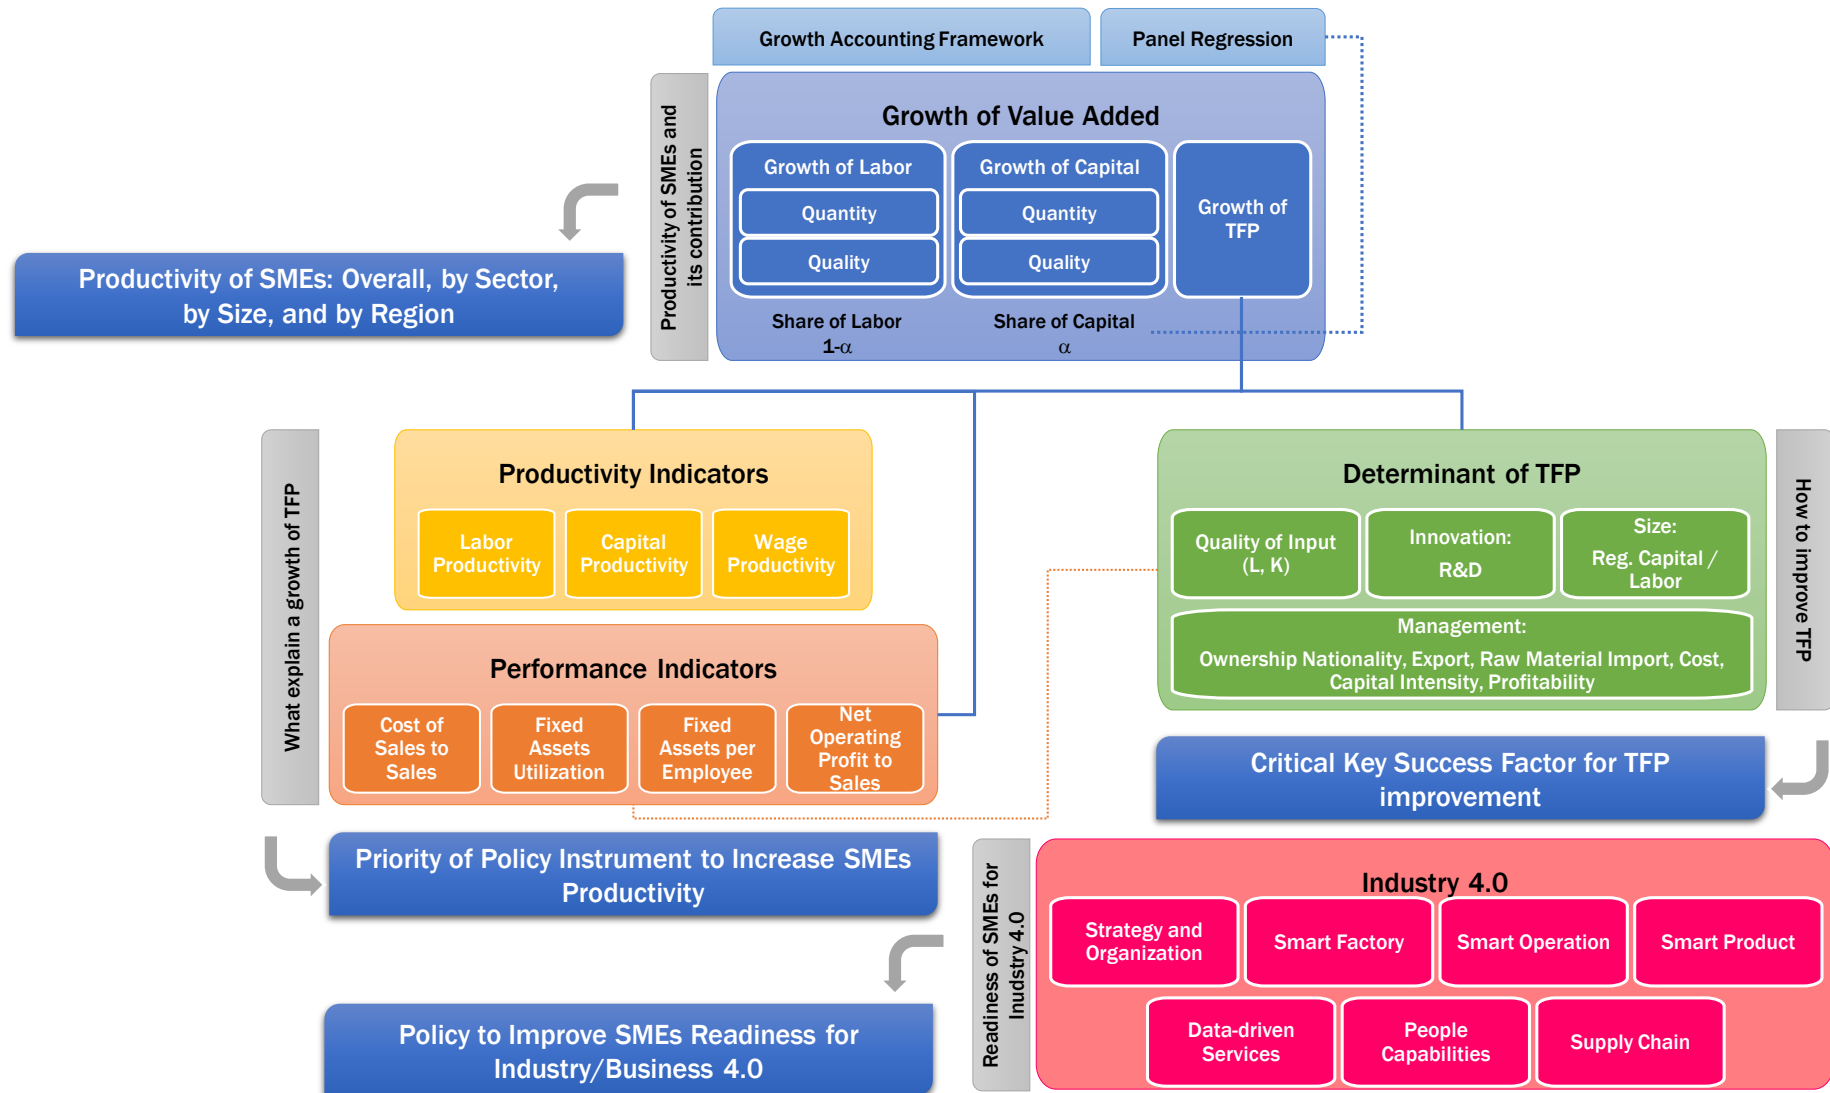 Growth Accounting Framework
Panel Regression
Productivity of SMEs and
its contribution
Growth of Value Added
Growth of Labor
Quantity
Quality
Growth of Capital
Quantity
Quality
Growth of
TFP
Share of Labor
1-α
Share of Capital
α
Productivity of SMEs: Overall, by Sector,
by Size, and by Region
What explain a growth of TFP
Productivity Indicators
Labor
Productivity
Capital
Productivity
Wage
Productivity
Performance Indicators
Cost of
Sales to
Sales
Fixed
Assets
Utilization
Fixed
Assets per
Employee
Net
Operating
Profit to
Sales
Priority of Policy Instrument to Increase SMEs
Productivity
Determinant of TFP
Quality of Input
(L, K)
Innovation:
R&D
Size:
Reg. Capital /
Labor
Management:
Ownership Nationality, Export, Raw Material Import, Cost,
Capital Intensity, Profitability
How to improve TFP
Critical Key Success Factor for TFP
improvement
Readiness of SMEs for
Inudstry 4.0
Industry 4.0
Strategy and
Organization
Smart Factory
Smart Operation
Smart Product
Data-driven
Services
People
Capabilities
Supply Chain
Policy to Improve SMEs Readiness for
Industry/Business 4.0